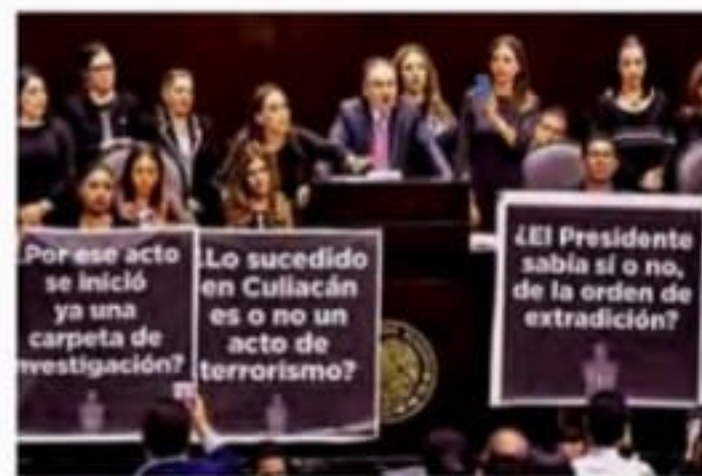 ¿Por ese acto
se inició
ya una
carpeta de
investigación?
¿Lo sucedido
en Culiacán
es o no un
acto de
terrorismo?
¿El Presidente
sabía sí o no,
de la orden de
extradición?